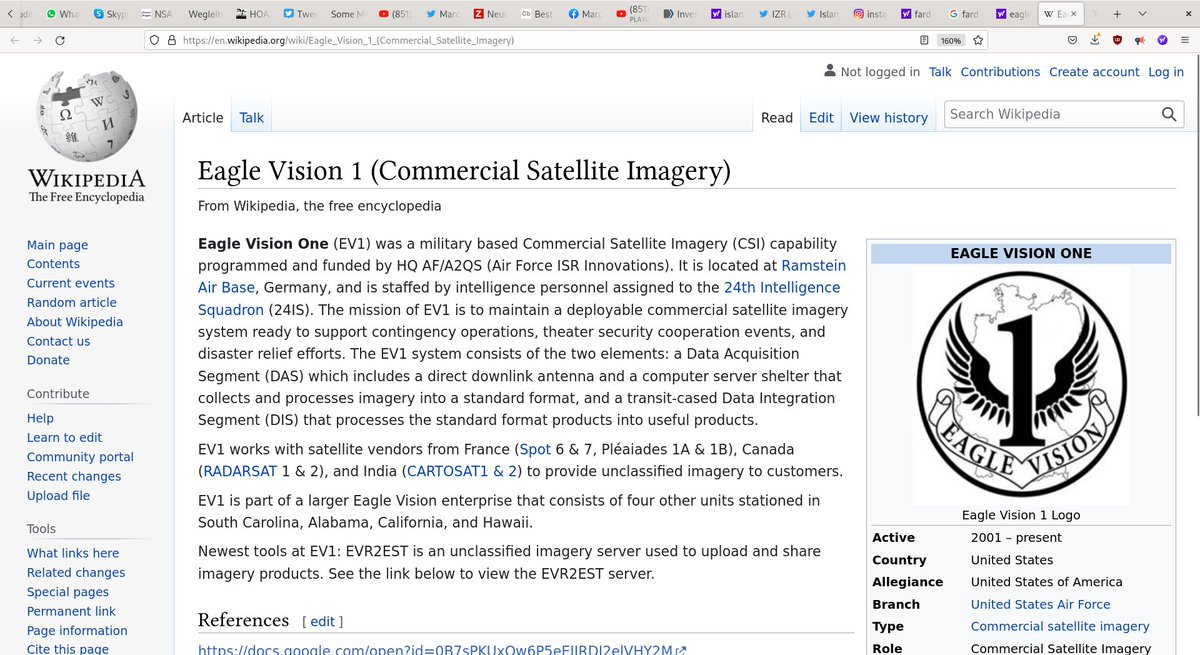 udi
Wha
Skyp
NSA
Wegleit
HOA
Twee
Some M
(851)
Marc
Neue
Best
Marc
(851)
PLAYI
Inves
islam
IZR (
Islam
insta
fard
fard
eagle
Ea
https://en.wikipedia.org/wiki/Eagle_Vision_1_(Commercial_Satellite_Imagery)
160%
Not logged in Talk Contributions Create account Log in
Article Talk
Read Edit View history
Search Wikipedia
WIKIPEDIA
The Free Encyclopedia
Main page
Contents
Current events
Random article
About Wikipedia
Contact us
Donate
Contribute
Help
Learn to edit
Community portal
Recent changes
Upload file
Tools
What links here
Related changes
Special pages
Permanent link
Page information
Cite this page
Eagle Vision 1 (Commercial Satellite Imagery)
From Wikipedia, the free encyclopedia
Eagle Vision One (EV1) was a military based Commercial Satellite Imagery (CSI) capability
programmed and funded by HQ AF/A2QS (Air Force ISR Innovations). It is located at Ramstein
Air Base, Germany, and is staffed by intelligence personnel assigned to the 24th Intelligence
Squadron (24IS). The mission of EV1 is to maintain a deployable commercial satellite imagery
system ready to support contingency operations, theater security cooperation events, and
disaster relief efforts. The EV1 system consists of the two elements: a Data Acquisition
Segment (DAS) which includes a direct downlink antenna and a computer server shelter that
collects and processes imagery into a standard format, and a transit-cased Data Integration
Segment (DIS) that processes the standard format products into useful products.
EV1 works with satellite vendors from France (Spot 6 & 7, Pléaiades 1A & 1B), Canada
(RADARSAT 1 & 2), and India (CARTOSAT1 & 2) to provide unclassified imagery to customers.
EV1 is part of a larger Eagle Vision enterprise that consists of four other units stationed in
South Carolina, Alabama, California, and Hawaii.
Newest tools at EV1: EVR2EST is an unclassified imagery server used to upload and share
imagery products. See the link below to view the EVR2EST server.
References [ edit ]
EAGLE VISION ONE
1
EAGLE VISION
Eagle Vision 1 Logo
Active 2001 – present
Country United States
Allegiance United States of America
Branch United States Air Force
Type Commercial satellite imagery
Role Commercial Satellite Imagery